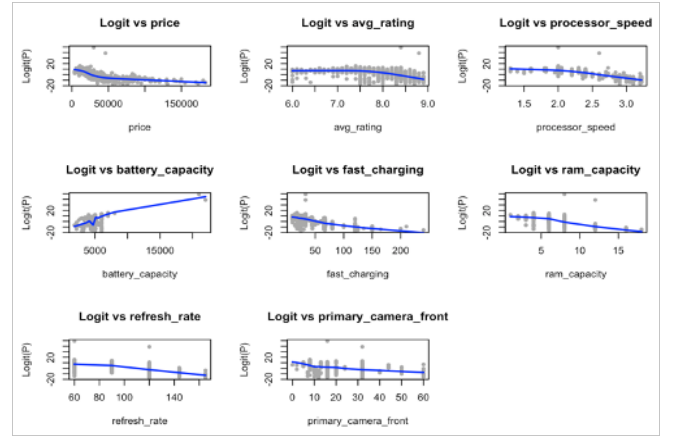 Logit vs price
Logit vs avg_rating
Logit vs processor_speed
Logit(P)
-20
20
0
50000
150000
price
Logit(P)
-20
20
6.0
7.0
8.0
9.0
avg_rating
Logit(P)
-20
20
1.5
2.0
2.5
3.0
processor_speed
Logit vs battery_capacity
Logit vs fast_charging
Logit vs ram_capacity
Logit(P)
-20
20
5000
15000
battery_capacity
Logit(P)
-20
20
50
100
150
200
fast_charging
Logit(P)
-20
20
5
10
15
ram_capacity
Logit vs refresh_rate
Logit vs primary_camera_front
Logit(P)
-20
20
60
80
100
140
refresh_rate
Logit(P)
-20
20
0
10
20
30
40
50
60
primary_camera_front